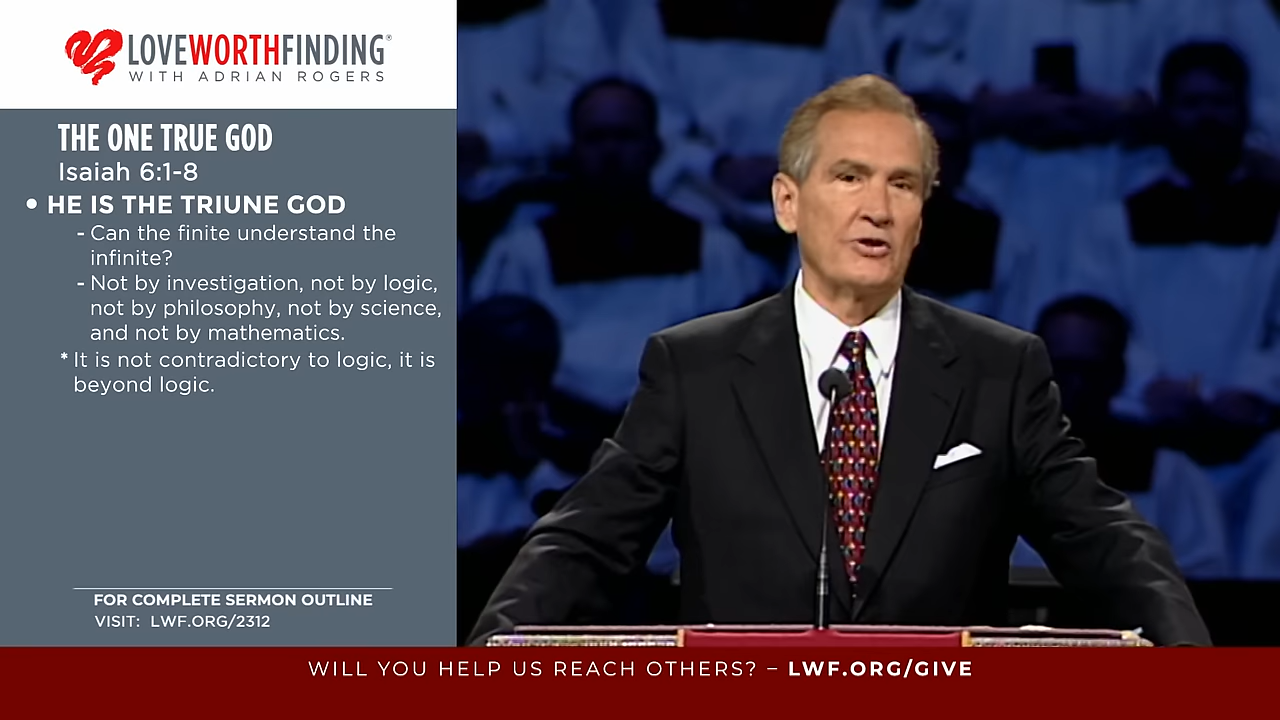 LOVEWORTHFINDING®
WITH ADRIAN ROGERS
THE ONE TRUE GOD
Isaiah 6:1-8
• HE IS THE TRIUNE GOD
- Can the finite understand the
infinite?
- Not by investigation, not by logic,
not by philosophy, not by science,
and not by mathematics.
* It is not contradictory to logic, it is
beyond logic.
FOR COMPLETE SERMON OUTLINE
VISIT: LWF.ORG/2312
WILL YOU HELP US REACH OTHERS? – LWF.ORG/GIVE